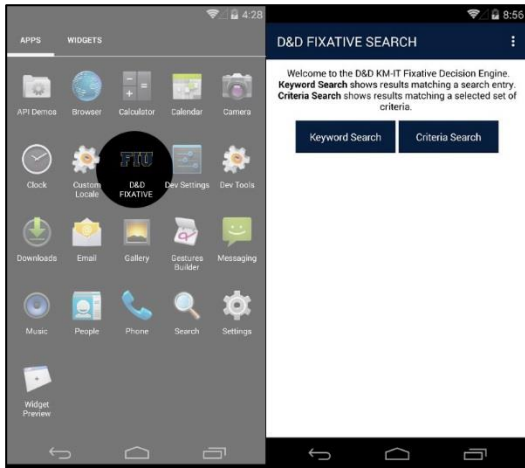 4:28
APPS WIDGETS
API Demos Browser Calculator Calendar Camera
Clock Custom Locale D&D FIXATIVE Dev Settings Dev Tools
FIU
Downloads Email Gallery Gestures Builder Messaging
Music People Phone Search Settings
Widget Preview
8:56
D&D FIXATIVE SEARCH
Welcome to the D&D KM-IT Fixative Decision Engine.
Keyword Search shows results matching a search entry.
Criteria Search shows results matching a selected set of
criteria.
Keyword Search Criteria Search